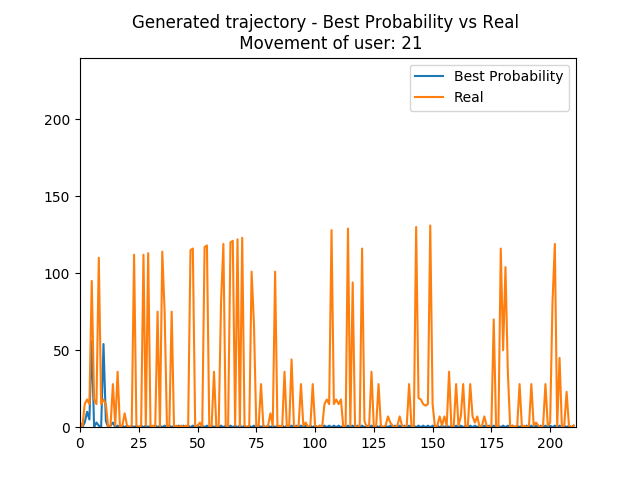 Generated trajectory - Best Probability vs Real
Movement of user: 21
Best Probability
Real
200
150
100
50
0
0 25 50 75 100 125 150 175 200